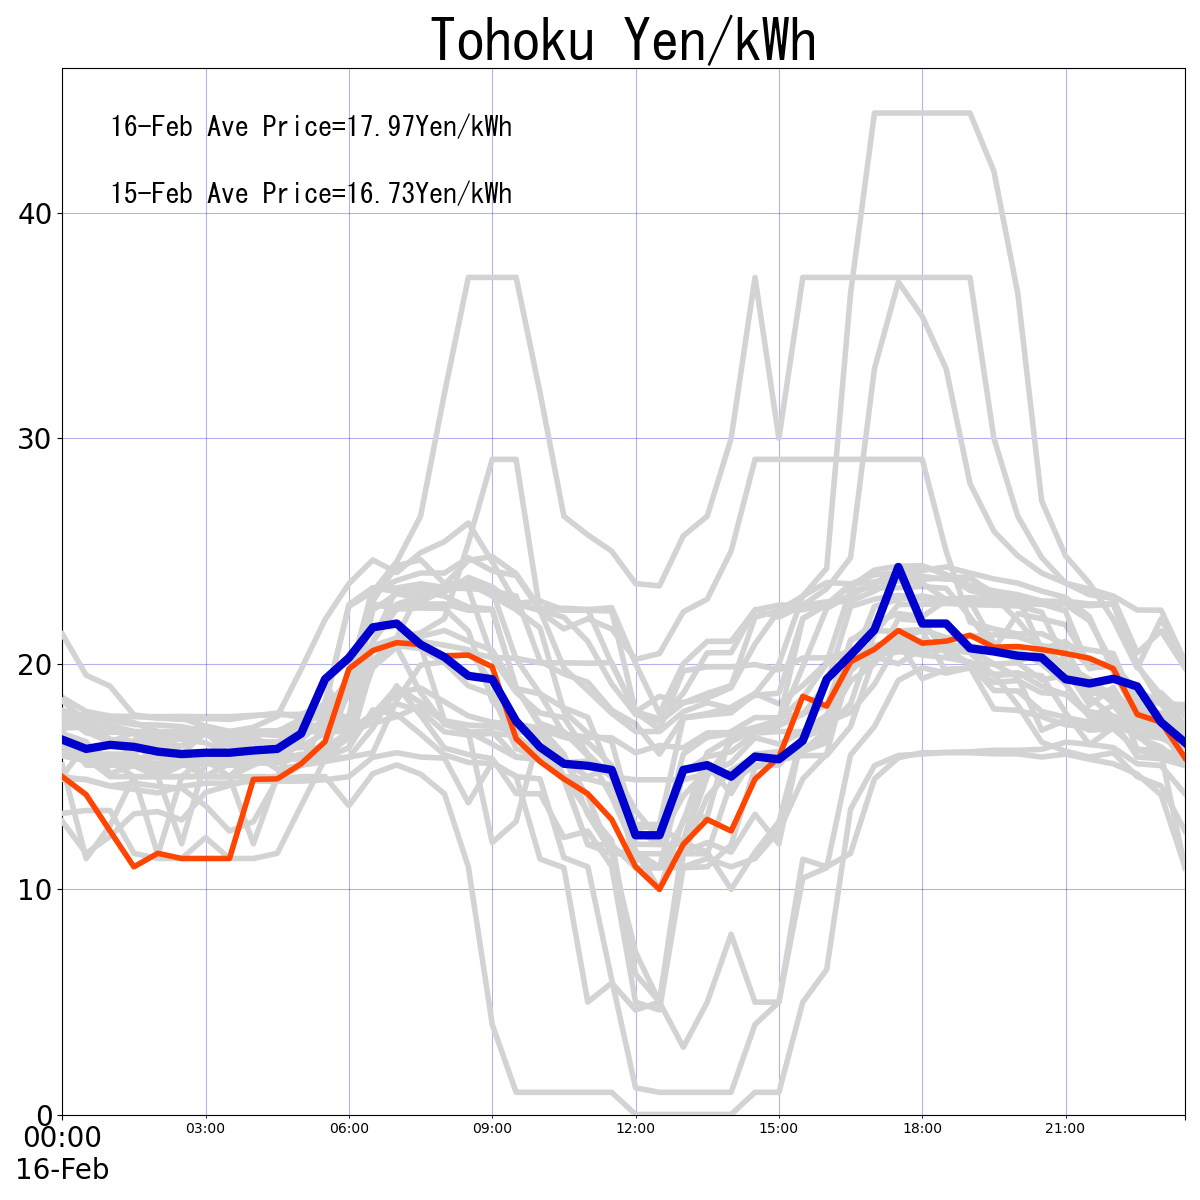 Tohoku Yen/kWh
16-Feb Ave Price=17.97Yen/kWh
15-Feb Ave Price=16.73Yen/kWh
40
30
20
10
0
00:00 03:00 06:00 09:00 12:00 15:00 18:00 21:00
16-Feb